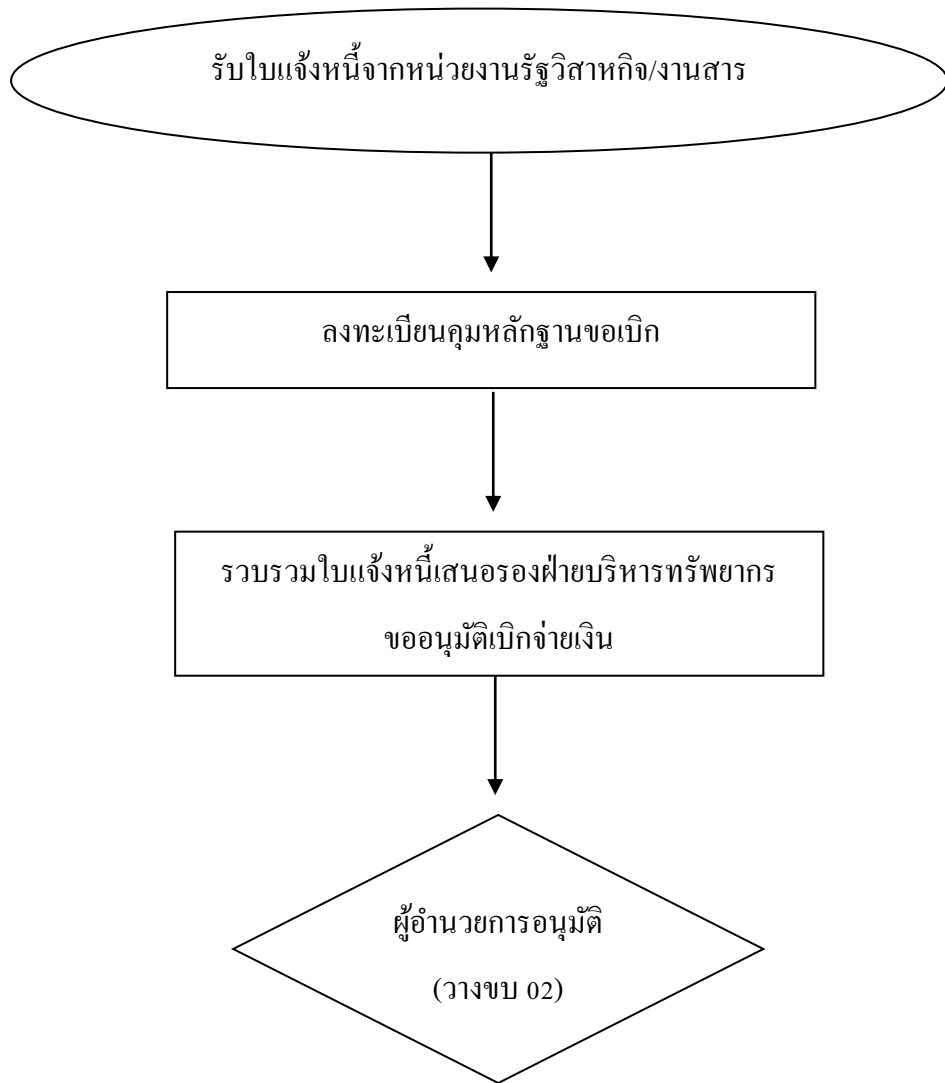 รับใบแจ้งหนี้จากหน่วยงานรัฐวิสาหกิจ/งานสาร
ลงทะเบียนคุมหลักฐานขอเบิก
รวบรวมใบแจ้งหนี้เสนอรองฝ่ายบริหารทรัพยากร
ขออนุมัติเบิกจ่ายเงิน
ผู้อำนวยการอนุมัติ
(วางขบ 02)